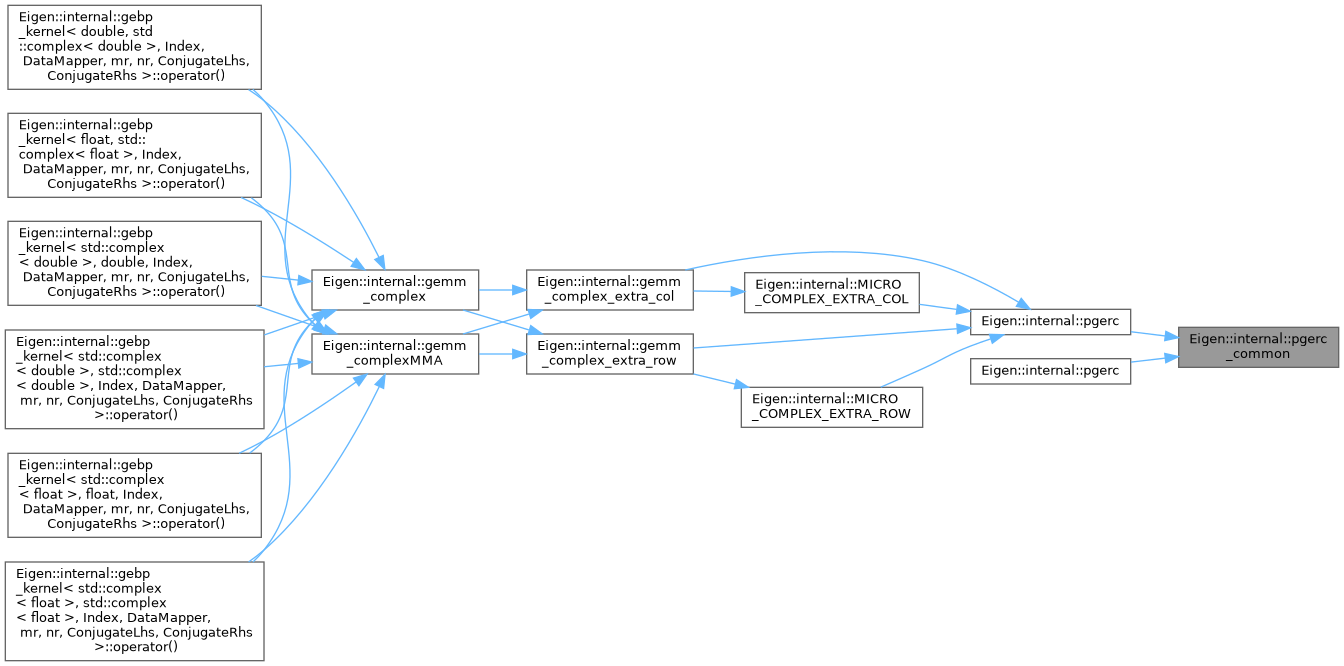 Eigen::internal::gebp
_kernel< double, std
::complex< double >, Index,
DataMapper, mr, nr, ConjugateLhs,
ConjugateRhs >::operator()
Eigen::internal::gebp
_kernel< float, std::
complex< float >, Index,
DataMapper, mr, nr, ConjugateLhs,
ConjugateRhs >::operator()
Eigen::internal::gebp
_kernel< std::complex
< double >, double, Index,
DataMapper, mr, nr, ConjugateLhs,
ConjugateRhs >::operator()
Eigen::internal::gebp
_kernel< std::complex
< double >, std::complex
< double >, Index, DataMapper,
mr, nr, ConjugateLhs, ConjugateRhs
>::operator()
Eigen::internal::gebp
_kernel< std::complex
< float >, float, Index,
DataMapper, mr, nr, ConjugateLhs,
ConjugateRhs >::operator()
Eigen::internal::gebp
_kernel< std::complex
< float >, std::complex
< float >, Index, DataMapper,
mr, nr, ConjugateLhs, ConjugateRhs
>::operator()
Eigen::internal::gemm
_complex
Eigen::internal::gemm
_complexMMA
Eigen::internal::gemm
_complex_extra_col
Eigen::internal::gemm
_complex_extra_row
Eigen::internal::MICRO
_COMPLEX_EXTRA_COL
Eigen::internal::MICRO
_COMPLEX_EXTRA_ROW
Eigen::internal::pgerc
Eigen::internal::pgerc
Eigen::internal::pgerc
_common